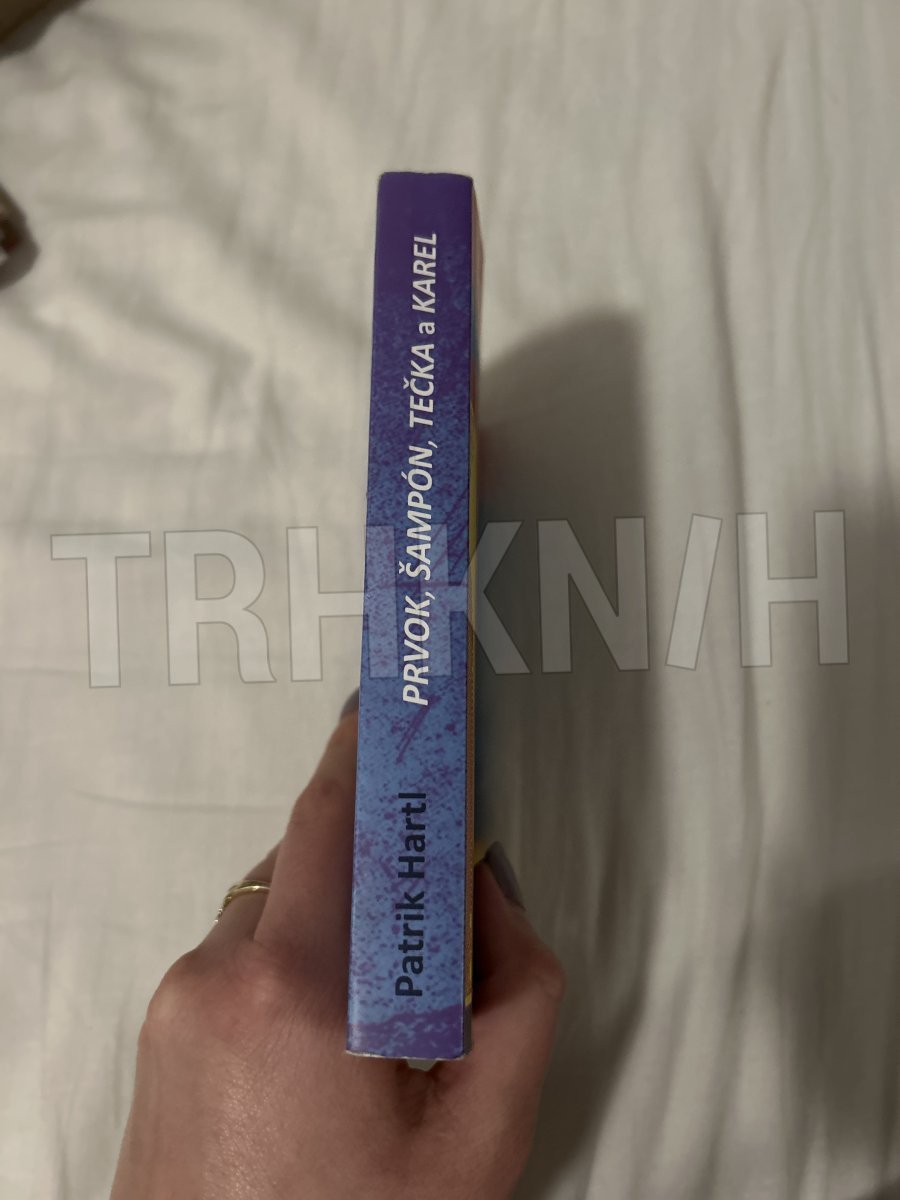 Patrik Hartl
PRVOK, ŠAMPÓN, TEČKA a KAREL
TRHKNIH